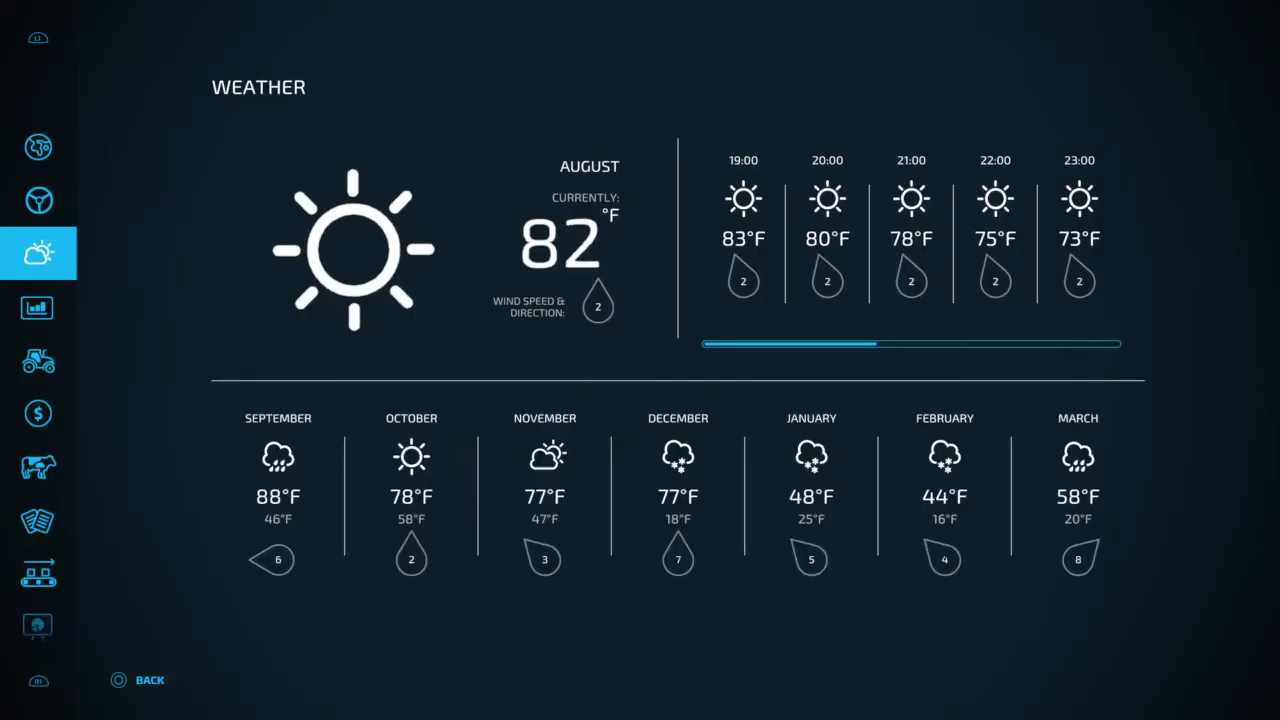 L1
WEATHER
AUGUST
CURRENTLY:
82 °F
WIND SPEED &
DIRECTION:
2
19:00 20:00 21:00 22:00 23:00
83°F 80°F 78°F 75°F 73°F
2 2 2 2 2
SEPTEMBER OCTOBER NOVEMBER DECEMBER JANUARY FEBRUARY MARCH
88°F 78°F 77°F 77°F 48°F 44°F 58°F
46°F 58°F 47°F 18°F 25°F 16°F 20°F
6 2 3 7 5 4 8
$
R1
BACK